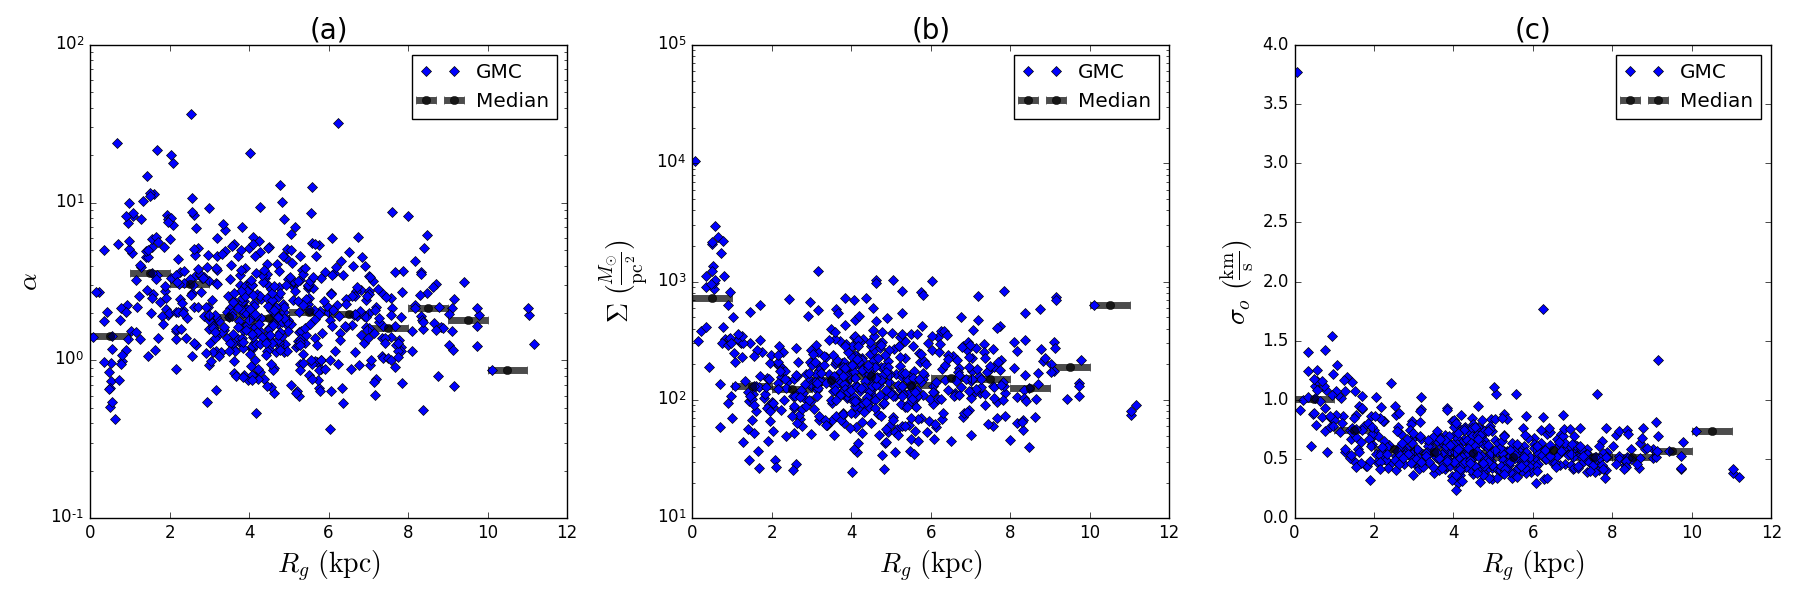 (a)
10² 10¹ 10⁰ 10⁻¹
α
GMC
Median
0 2 4 6 8 10 12
R_g (kpc)
(b)
10⁵ 10⁴ 10³ 10² 10¹
Σ (M⊙/pc²)
GMC
Median
0 2 4 6 8 10 12
R_g (kpc)
(c)
4.0 3.5 3.0 2.5 2.0 1.5 1.0 0.5 0.0
σ_o (km/s)
GMC
Median
0 2 4 6 8 10 12
R_g (kpc)